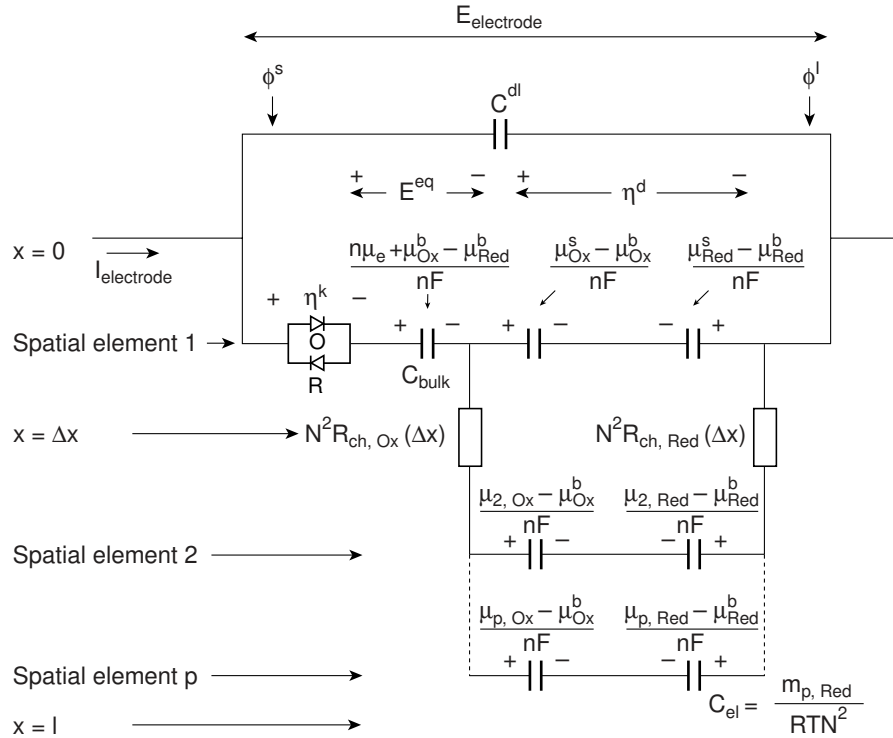 E_electrode
ϕ^s
ϕ^l
C^dl
+ − + −
E^eq
η^d
x = 0
I_electrode
nμ_e + μ^b_Ox − μ^b_Red
nF
μ^s_Ox − μ^b_Ox
nF
μ^s_Red − μ^b_Red
nF
+ η^k −
Spatial element 1
+ − + − − +
O
R
C_bulk
x = Δx
N^2R_ch, Ox (Δx)
N^2R_ch, Red (Δx)
μ_2, Ox − μ^b_Ox
nF
μ_2, Red − μ^b_Red
nF
Spatial element 2
+ − − +
μ_p, Ox − μ^b_Ox
nF
μ_p, Red − μ^b_Red
nF
Spatial element p
+ − − +
C_el = m_p, Red
RTN^2
x = l